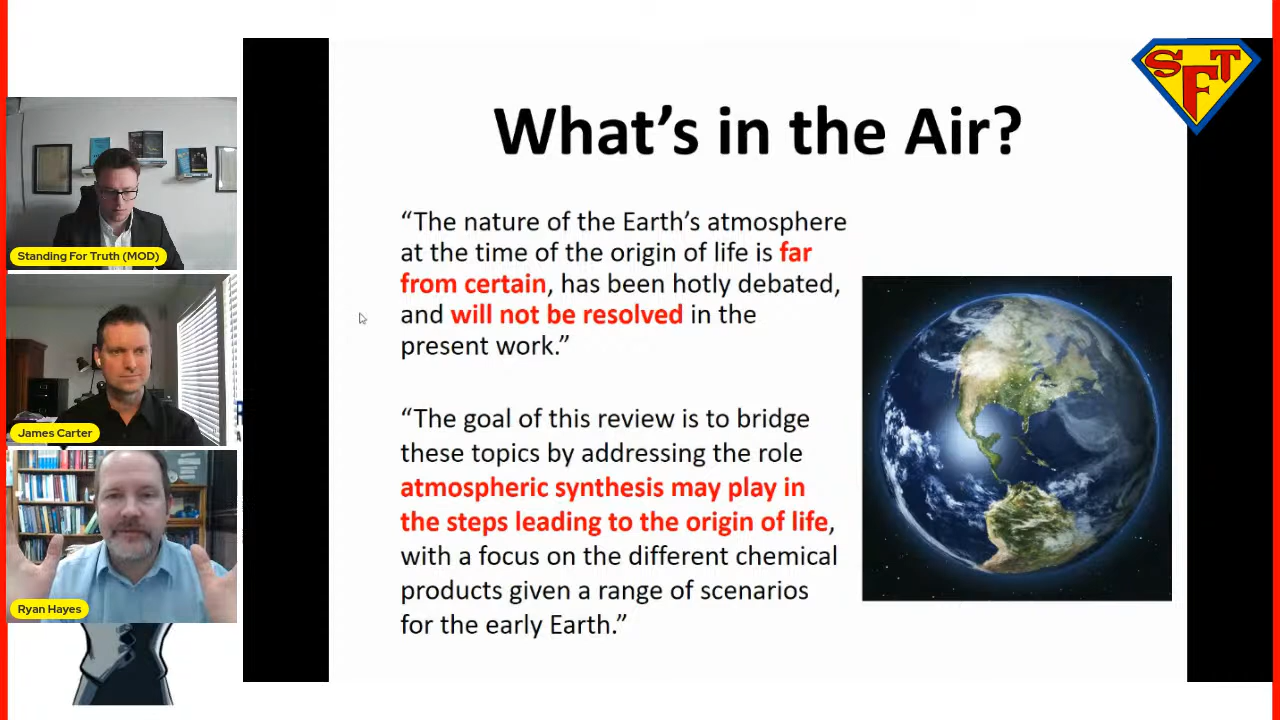 What's in the Air?
SFT
“The nature of the Earth’s atmosphere
at the time of the origin of life is far
from certain, has been hotly debated,
and will not be resolved in the
present work.”
“The goal of this review is to bridge
these topics by addressing the role
atmospheric synthesis may play in
the steps leading to the origin of life,
with a focus on the different chemical
products given a range of scenarios
for the early Earth.”
Standing For Truth (MOD)
James Carter
Ryan Hayes